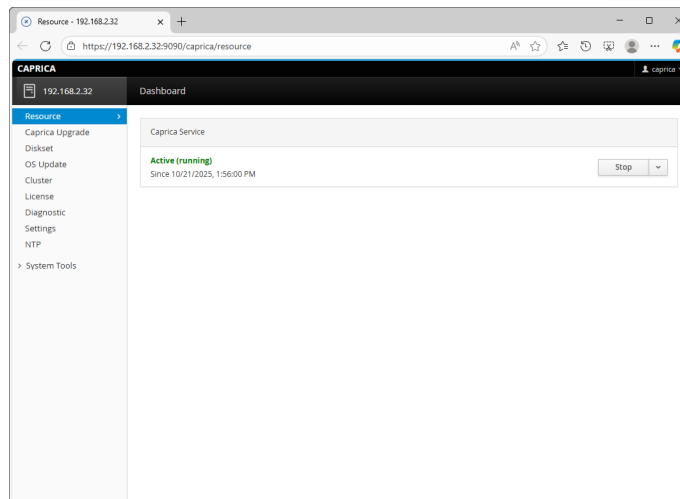 Resource - 192.168.2.32
https://192.168.2.32:9090/caprica/resource
CAPRICA
caprica
192.168.2.32
Dashboard
Resource
Caprica Upgrade
Diskset
OS Update
Cluster
License
Diagnostic
Settings
NTP
System Tools
Caprica Service
Active (running)
Since 10/21/2025, 1:56:00 PM
Stop